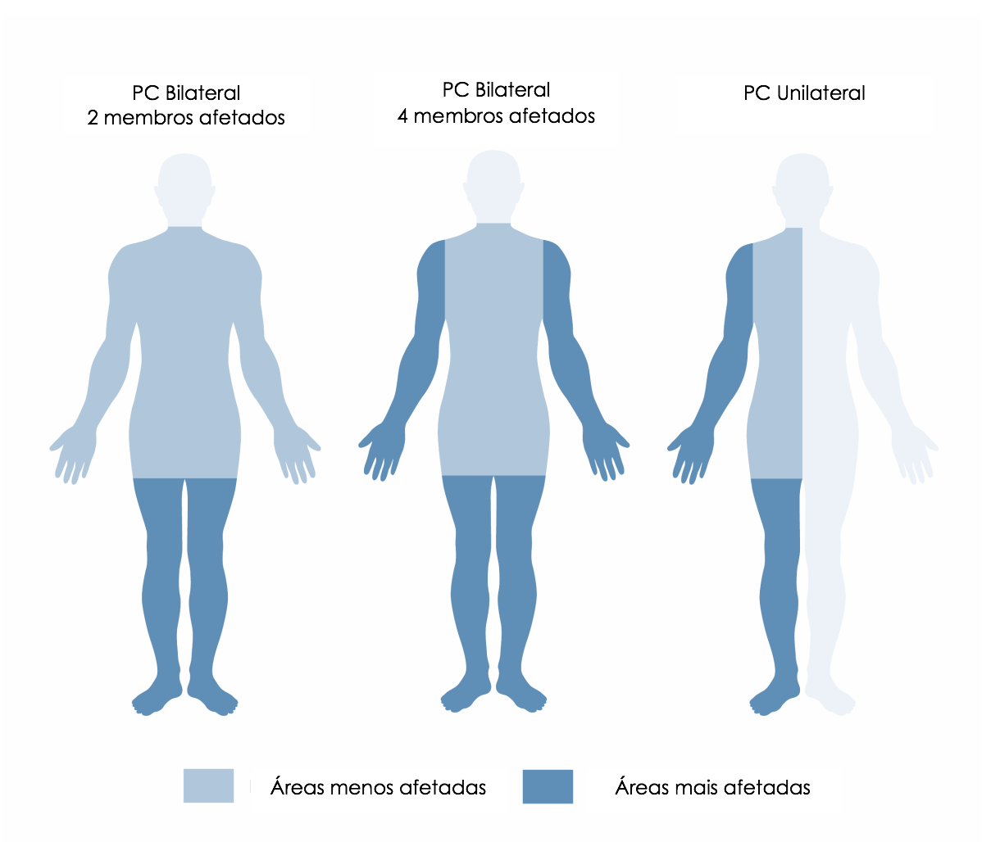 PC Bilateral
2 membros afetados
PC Bilateral
4 membros afetados
PC Unilateral
Áreas menos afetadas
Áreas mais afetadas